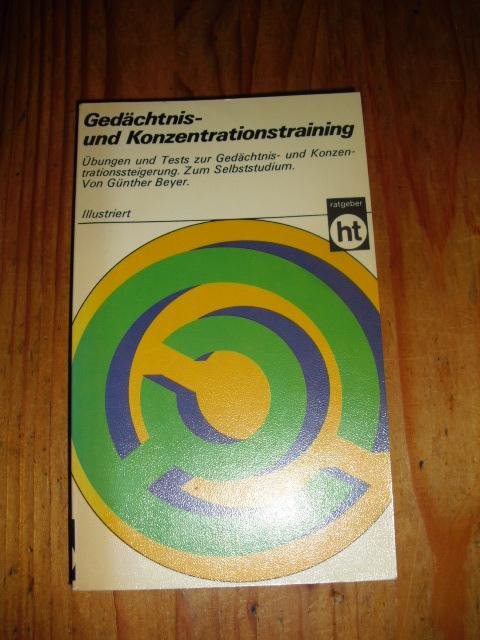 Gedächtnis-
und Konzentrationstraining
Übungen und Tests zur Gedächtnis- und Konzen-
trationssteigerung. Zum Selbststudium.
Von Günther Beyer.
Illustriert
ratgeber
ht